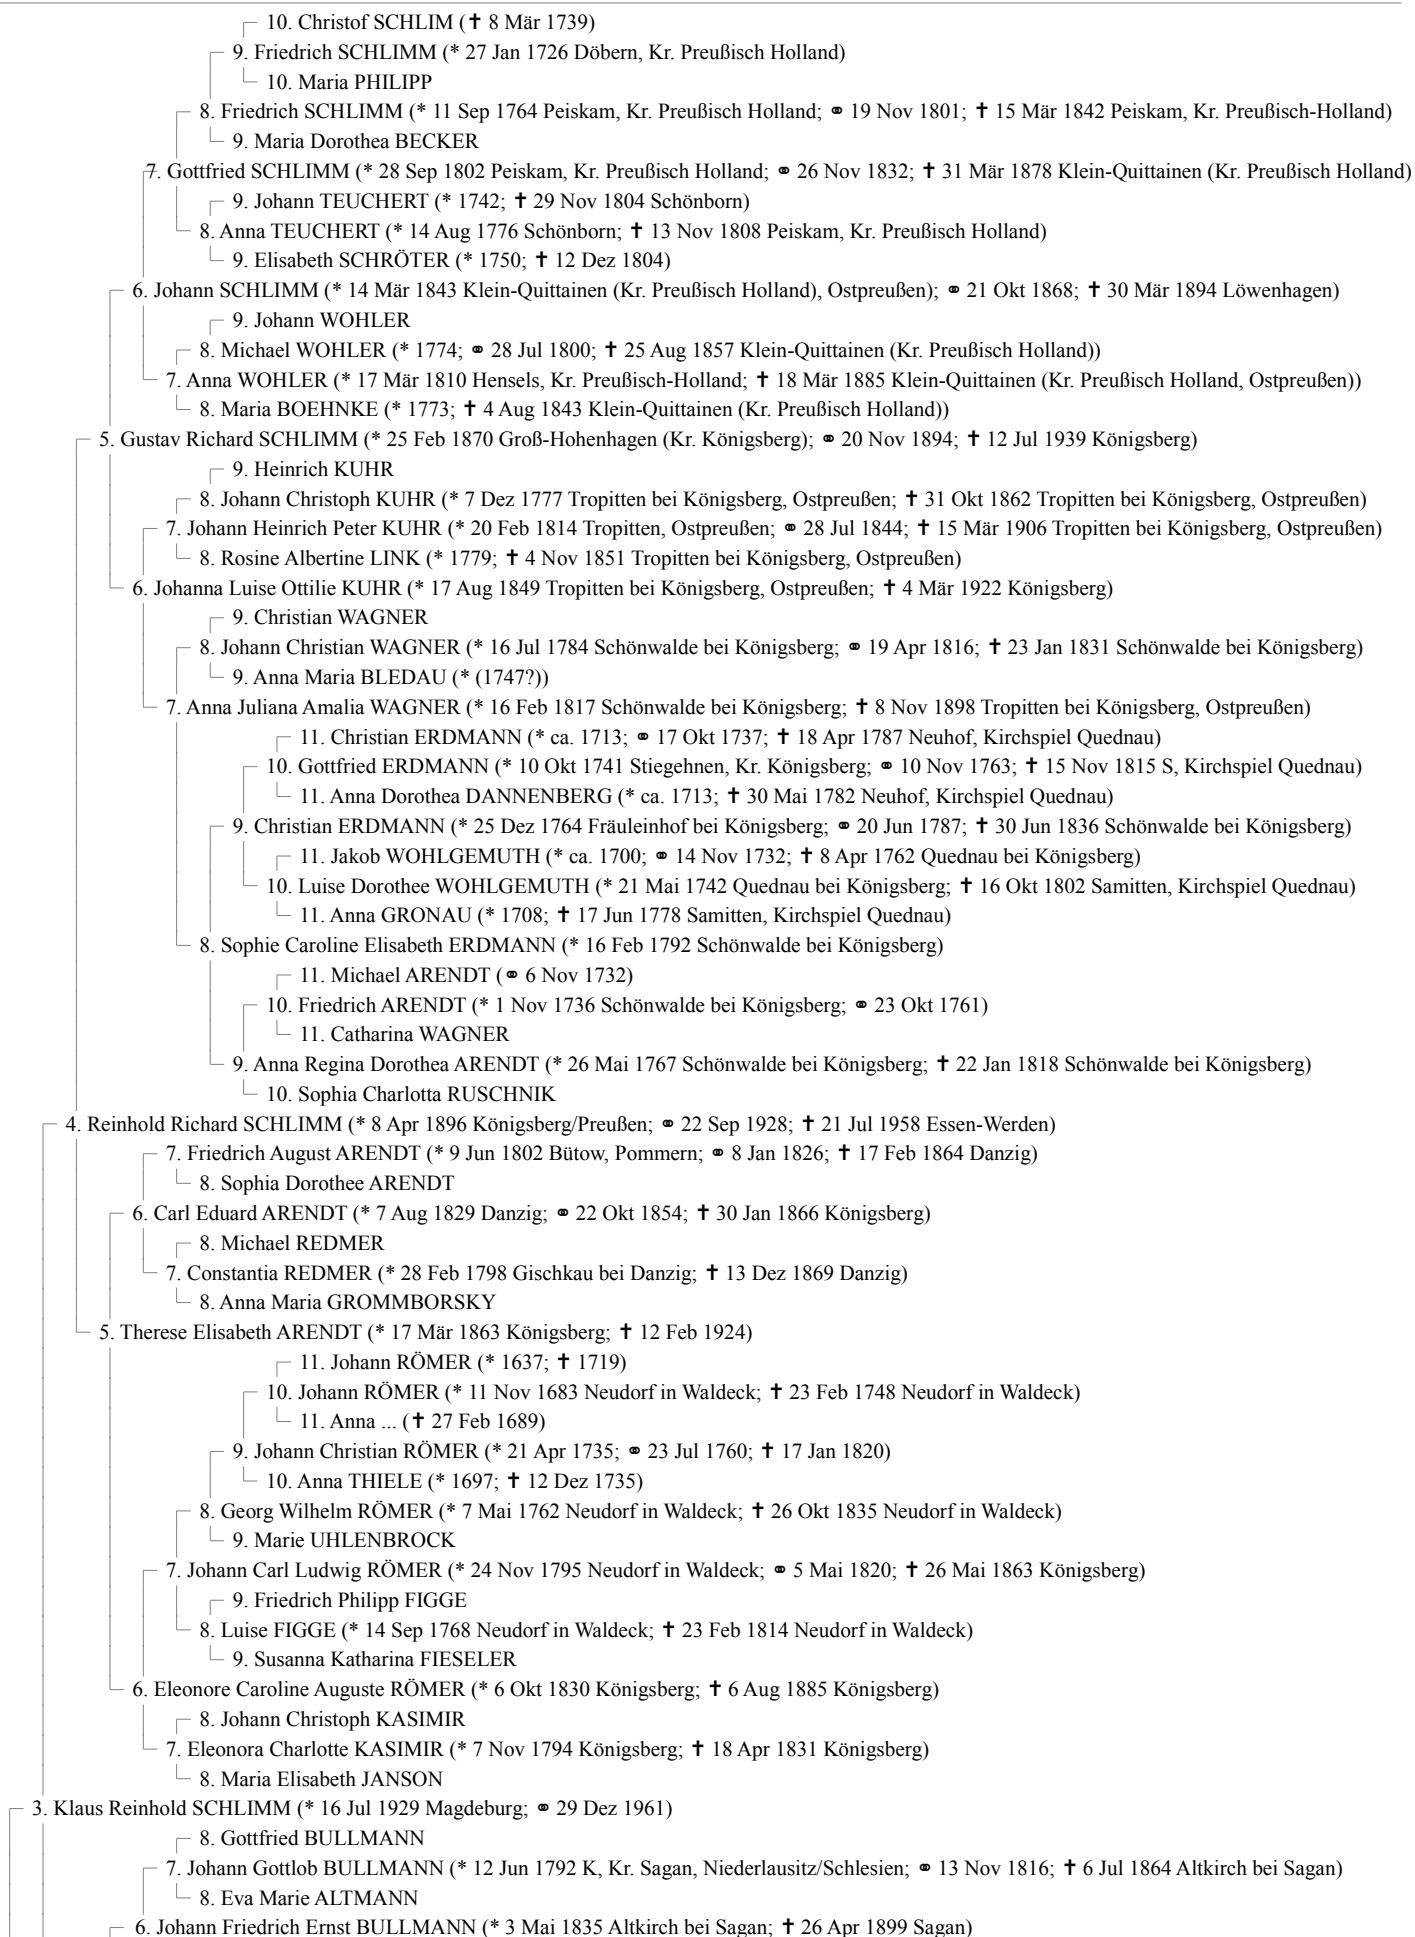 10. Christof SCHLIM (✝ 8 Mär 1739)
9. Friedrich SCHLIMM (* 27 Jan 1726 Döbern, Kr. Preußisch Holland)
10. Maria PHILIPP
8. Friedrich SCHLIMM (* 11 Sep 1764 Peiskam, Kr. Preußisch Holland; ⚭ 19 Nov 1801; ✝ 15 Mär 1842 Peiskam, Kr. Preußisch-Holland)
9. Maria Dorothea BECKER
7. Gottfried SCHLIMM (* 28 Sep 1802 Peiskam, Kr. Preußisch Holland; ⚭ 26 Nov 1832; ✝ 31 Mär 1878 Klein-Quittainen (Kr. Preußisch Holland)
9. Johann TEUCHERT (* 1742; ✝ 29 Nov 1804 Schönborn)
8. Anna TEUCHERT (* 14 Aug 1776 Schönborn; ✝ 13 Nov 1808 Peiskam, Kr. Preußisch Holland)
9. Elisabeth SCHRÖTER (* 1750; ✝ 12 Dez 1804)
6. Johann SCHLIMM (* 14 Mär 1843 Klein-Quittainen (Kr. Preußisch Holland), Ostpreußen); ⚭ 21 Okt 1868; ✝ 30 Mär 1894 Löwenhagen)
9. Johann WOHLER
8. Michael WOHLER (* 1774; ⚭ 28 Jul 1800; ✝ 25 Aug 1857 Klein-Quittainen (Kr. Preußisch Holland))
7. Anna WOHLER (* 17 Mär 1810 Hensels, Kr. Preußisch-Holland; ✝ 18 Mär 1885 Klein-Quittainen (Kr. Preußisch Holland, Ostpreußen))
8. Maria BOEHNKE (* 1773; ✝ 4 Aug 1843 Klein-Quittainen (Kr. Preußisch Holland))
5. Gustav Richard SCHLIMM (* 25 Feb 1870 Groß-Hohenhagen (Kr. Königsberg); ⚭ 20 Nov 1894; ✝ 12 Jul 1939 Königsberg)
9. Heinrich KUHR
8. Johann Christoph KUHR (* 7 Dez 1777 Tropitten bei Königsberg, Ostpreußen; ✝ 31 Okt 1862 Tropitten bei Königsberg, Ostpreußen)
7. Johann Heinrich Peter KUHR (* 20 Feb 1814 Tropitten, Ostpreußen; ⚭ 28 Jul 1844; ✝ 15 Mär 1906 Tropitten bei Königsberg, Ostpreußen)
8. Rosine Albertine LINK (* 1779; ✝ 4 Nov 1851 Tropitten bei Königsberg, Ostpreußen)
6. Johanna Luise Ottilie KUHR (* 17 Aug 1849 Tropitten bei Königsberg, Ostpreußen; ✝ 4 Mär 1922 Königsberg)
9. Christian WAGNER
8. Johann Christian WAGNER (* 16 Jul 1784 Schönwalde bei Königsberg; ⚭ 19 Apr 1816; ✝ 23 Jan 1831 Schönwalde bei Königsberg)
9. Anna Maria BLEDAU (* (1747?))
7. Anna Juliana Amalia WAGNER (* 16 Feb 1817 Schönwalde bei Königsberg; ✝ 8 Nov 1898 Tropitten bei Königsberg, Ostpreußen)
11. Christian ERDMANN (* ca. 1713; ⚭ 17 Okt 1737; ✝ 18 Apr 1787 Neuhof, Kirchspiel Quednau)
10. Gottfried ERDMANN (* 10 Okt 1741 Stiegehnen, Kr. Königsberg; ⚭ 10 Nov 1763; ✝ 15 Nov 1815 S, Kirchspiel Quednau)
11. Anna Dorothea DANNENBERG (* ca. 1713; ✝ 30 Mai 1782 Neuhof, Kirchspiel Quednau)
9. Christian ERDMANN (* 25 Dez 1764 Fräuleinhof bei Königsberg; ⚭ 20 Jun 1787; ✝ 30 Jun 1836 Schönwalde bei Königsberg)
11. Jakob WOHLGEMUTH (* ca. 1700; ⚭ 14 Nov 1732; ✝ 8 Apr 1762 Quednau bei Königsberg)
10. Luise Dorothee WOHLGEMUTH (* 21 Mai 1742 Quednau bei Königsberg; ✝ 16 Okt 1802 Samitten, Kirchspiel Quednau)
11. Anna GRONAU (* 1708; ✝ 17 Jun 1778 Samitten, Kirchspiel Quednau)
8. Sophie Caroline Elisabeth ERDMANN (* 16 Feb 1792 Schönwalde bei Königsberg)
11. Michael ARENDT (⚭ 6 Nov 1732)
10. Friedrich ARENDT (* 1 Nov 1736 Schönwalde bei Königsberg; ⚭ 23 Okt 1761)
11. Catharina WAGNER
9. Anna Regina Dorothea ARENDT (* 26 Mai 1767 Schönwalde bei Königsberg; ✝ 22 Jan 1818 Schönwalde bei Königsberg)
10. Sophia Charlotta RUSCHNIK
4. Reinhold Richard SCHLIMM (* 8 Apr 1896 Königsberg/Preußen; ⚭ 22 Sep 1928; ✝ 21 Jul 1958 Essen-Werden)
7. Friedrich August ARENDT (* 9 Jun 1802 Bütow, Pommern; ⚭ 8 Jan 1826; ✝ 17 Feb 1864 Danzig)
8. Sophia Dorothee ARENDT
6. Carl Eduard ARENDT (* 7 Aug 1829 Danzig; ⚭ 22 Okt 1854; ✝ 30 Jan 1866 Königsberg)
8. Michael REDMER
7. Constantia REDMER (* 28 Feb 1798 Gischkau bei Danzig; ✝ 13 Dez 1869 Danzig)
8. Anna Maria GROMMBORSKY
5. Therese Elisabeth ARENDT (* 17 Mär 1863 Königsberg; ✝ 12 Feb 1924)
11. Johann RÖMER (* 1637; ✝ 1719)
10. Johann RÖMER (* 11 Nov 1683 Neudorf in Waldeck; ✝ 23 Feb 1748 Neudorf in Waldeck)
11. Anna ... (✝ 27 Feb 1689)
9. Johann Christian RÖMER (* 21 Apr 1735; ⚭ 23 Jul 1760; ✝ 17 Jan 1820)
10. Anna THIELE (* 1697; ✝ 12 Dez 1735)
8. Georg Wilhelm RÖMER (* 7 Mai 1762 Neudorf in Waldeck; ✝ 26 Okt 1835 Neudorf in Waldeck)
9. Marie UHLENBROCK
7. Johann Carl Ludwig RÖMER (* 24 Nov 1795 Neudorf in Waldeck; ⚭ 5 Mai 1820; ✝ 26 Mai 1863 Königsberg)
9. Friedrich Philipp FIGGE
8. Luise FIGGE (* 14 Sep 1768 Neudorf in Waldeck; ✝ 23 Feb 1814 Neudorf in Waldeck)
9. Susanna Katharina FIESELER
6. Eleonore Caroline Auguste RÖMER (* 6 Okt 1830 Königsberg; ✝ 6 Aug 1885 Königsberg)
8. Johann Christoph KASIMIR
7. Eleonora Charlotte KASIMIR (* 7 Nov 1794 Königsberg; ✝ 18 Apr 1831 Königsberg)
8. Maria Elisabeth JANSON
3. Klaus Reinhold SCHLIMM (* 16 Jul 1929 Magdeburg; ⚭ 29 Dez 1961)
8. Gottfried BULLMANN
7. Johann Gottlob BULLMANN (* 12 Jun 1792 K, Kr. Sagan, Niederlausitz/Schlesien; ⚭ 13 Nov 1816; ✝ 6 Jul 1864 Altkirch bei Sagan)
8. Eva Marie ALTMANN
6. Johann Friedrich Ernst BULLMANN (* 3 Mai 1835 Altkirch bei Sagan; ✝ 26 Apr 1899 Sagan)